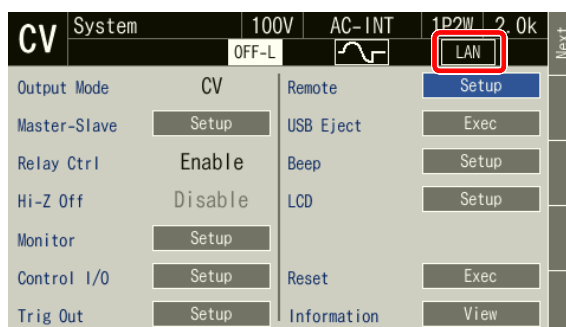 CV System 100V AC-INT 1P2W 2.0k
OFF-L LAN
Next
Output Mode CV Remote Setup
Master-Slave Setup USB Eject Exec
Relay Ctrl Enable Beep Setup
Hi-Z Off Disable LCD Setup
Monitor Setup
Control I/O Setup Reset Exec
Trig Out Setup Information View